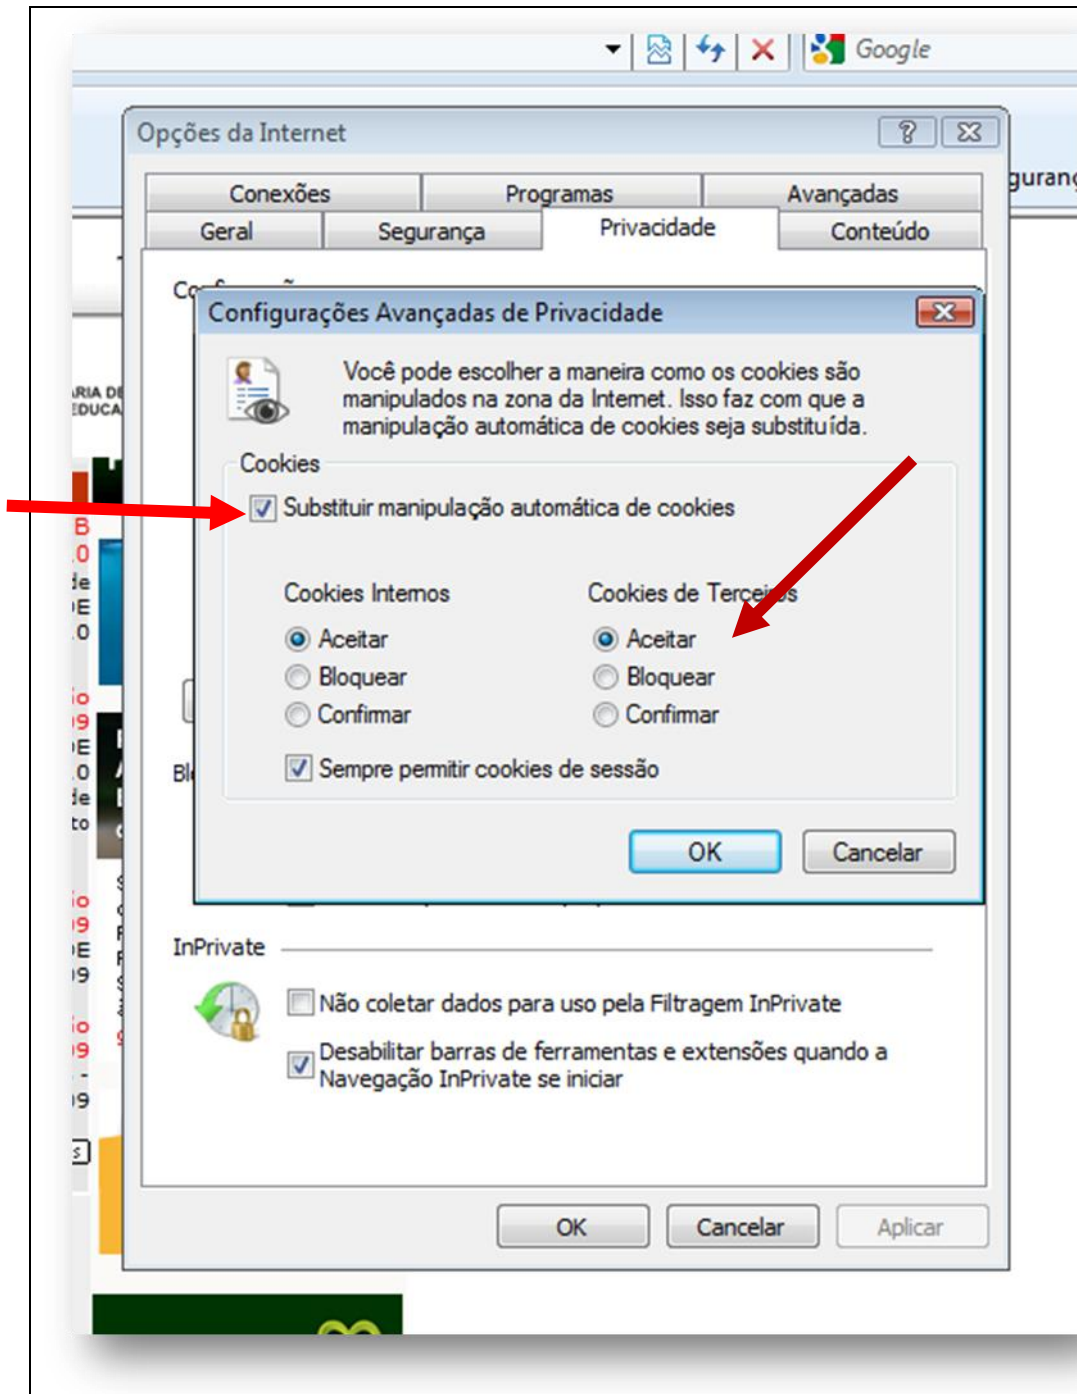 Google
Opções da Internet
Conexões Programas Avançadas
Geral Segurança Privacidade Conteúdo
Configurações Avançadas de Privacidade
Você pode escolher a maneira como os cookies são
manipulados na zona da Internet. Isso faz com que a
manipulação automática de cookies seja substituída.
Cookies
Substituir manipulação automática de cookies
Cookies Internos Cookies de Terceiros
Aceitar Aceitar
Bloquear Bloquear
Confirmar Confirmar
Sempre permitir cookies de sessão
OK Cancelar
InPrivate
Não coletar dados para uso pela Filtragem InPrivate
Desabilitar barras de ferramentas e extensões quando a
Navegação InPrivate se iniciar
OK Cancelar Aplicar